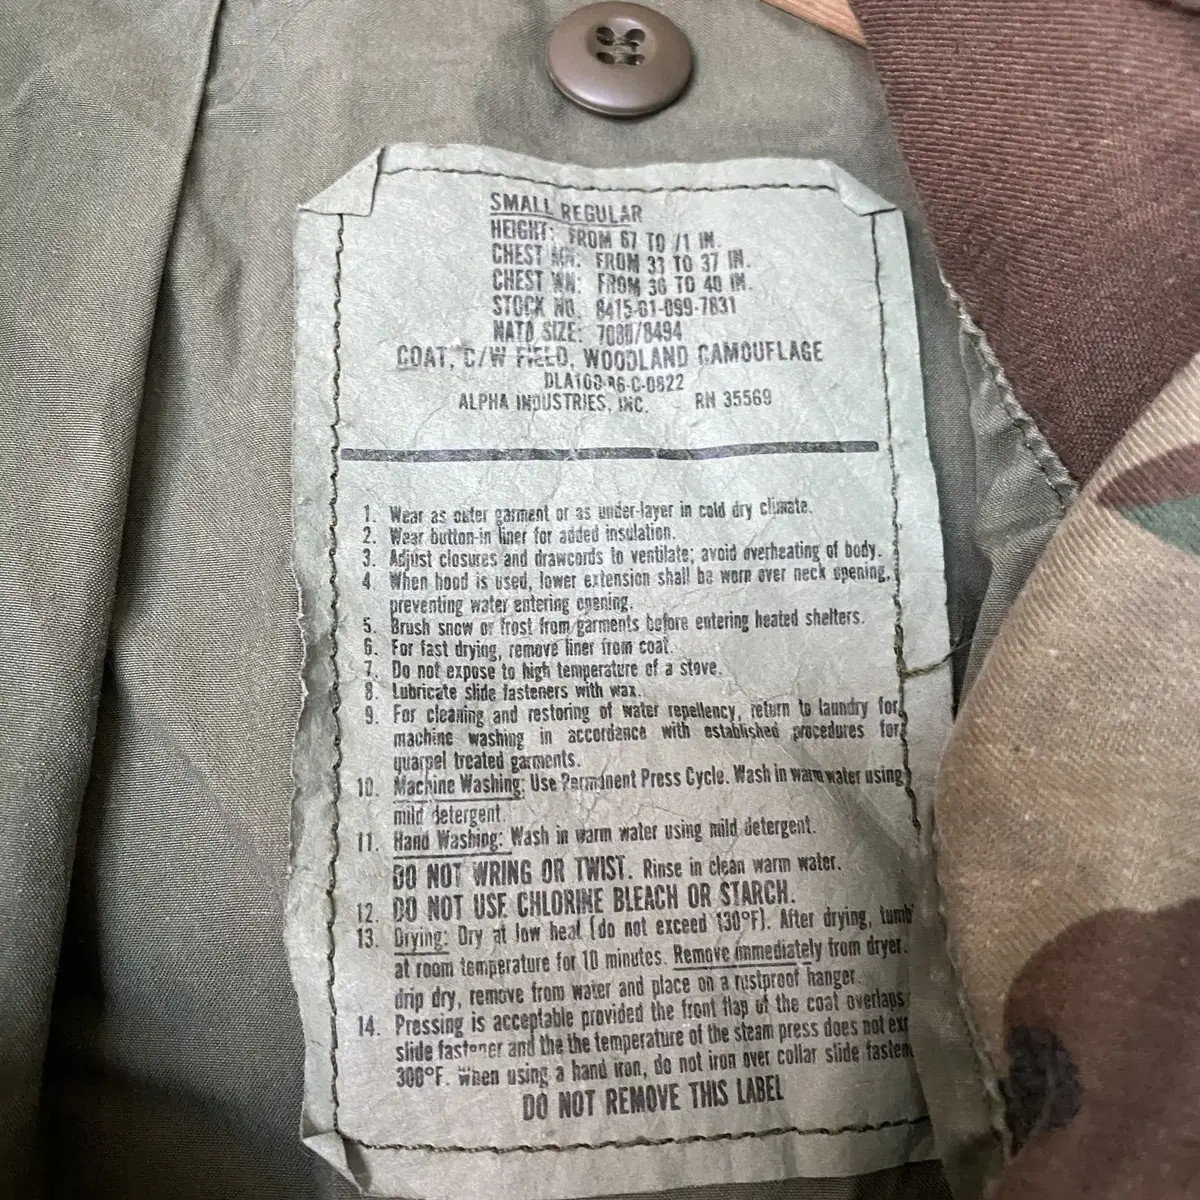 SMALL REGULAR
HEIGHT: FROM 67 TO 71 IN.
CHEST MN: FROM 33 TO 37 IN.
CHEST WN: FROM 36 TO 40 IN.
STOCK NO. 8415-01-099-7831
NATO SIZE: 7080/8494
COAT, C/W FIELD, WOODLAND CAMOUFLAGE
DLA100-86-C-0822
ALPHA INDUSTRIES, INC. RN 35569
1. Wear as outer garment or as under-layer in cold dry climate.
2. Wear button-in liner for added insulation.
3. Adjust closures and drawcords to ventilate; avoid overheating of body.
4. When hood is used, lower extension shall be worn over neck opening,
preventing water entering opening.
5. Brush snow or frost from garments before entering heated shelters.
6. For fast drying, remove liner from coat.
7. Do not expose to high temperature of a stove.
8. Lubricate slide fasteners with wax.
9. For cleaning and restoring of water repellency, return to laundry for
machine washing in accordance with established procedures for
quarpel treated garments.
10. Machine Washing: Use Permanent Press Cycle. Wash in warm water using
mild detergent.
11. Hand Washing: Wash in warm water using mild detergent.
DO NOT WRING OR TWIST. Rinse in clean warm water.
12. DO NOT USE CHLORINE BLEACH OR STARCH.
13. Drying: Dry at low heat (do not exceed 130°F). After drying, tumb
at room temperature for 10 minutes. Remove immediately from dryer.
drip dry, remove from water and place on a rustproof hanger.
14. Pressing is acceptable provided the front flap of the coat overlaps
slide fastener and the the temperature of the steam press does not ex
300°F. When using a hand iron, do not iron over collar slide fasten
DO NOT REMOVE THIS LABEL